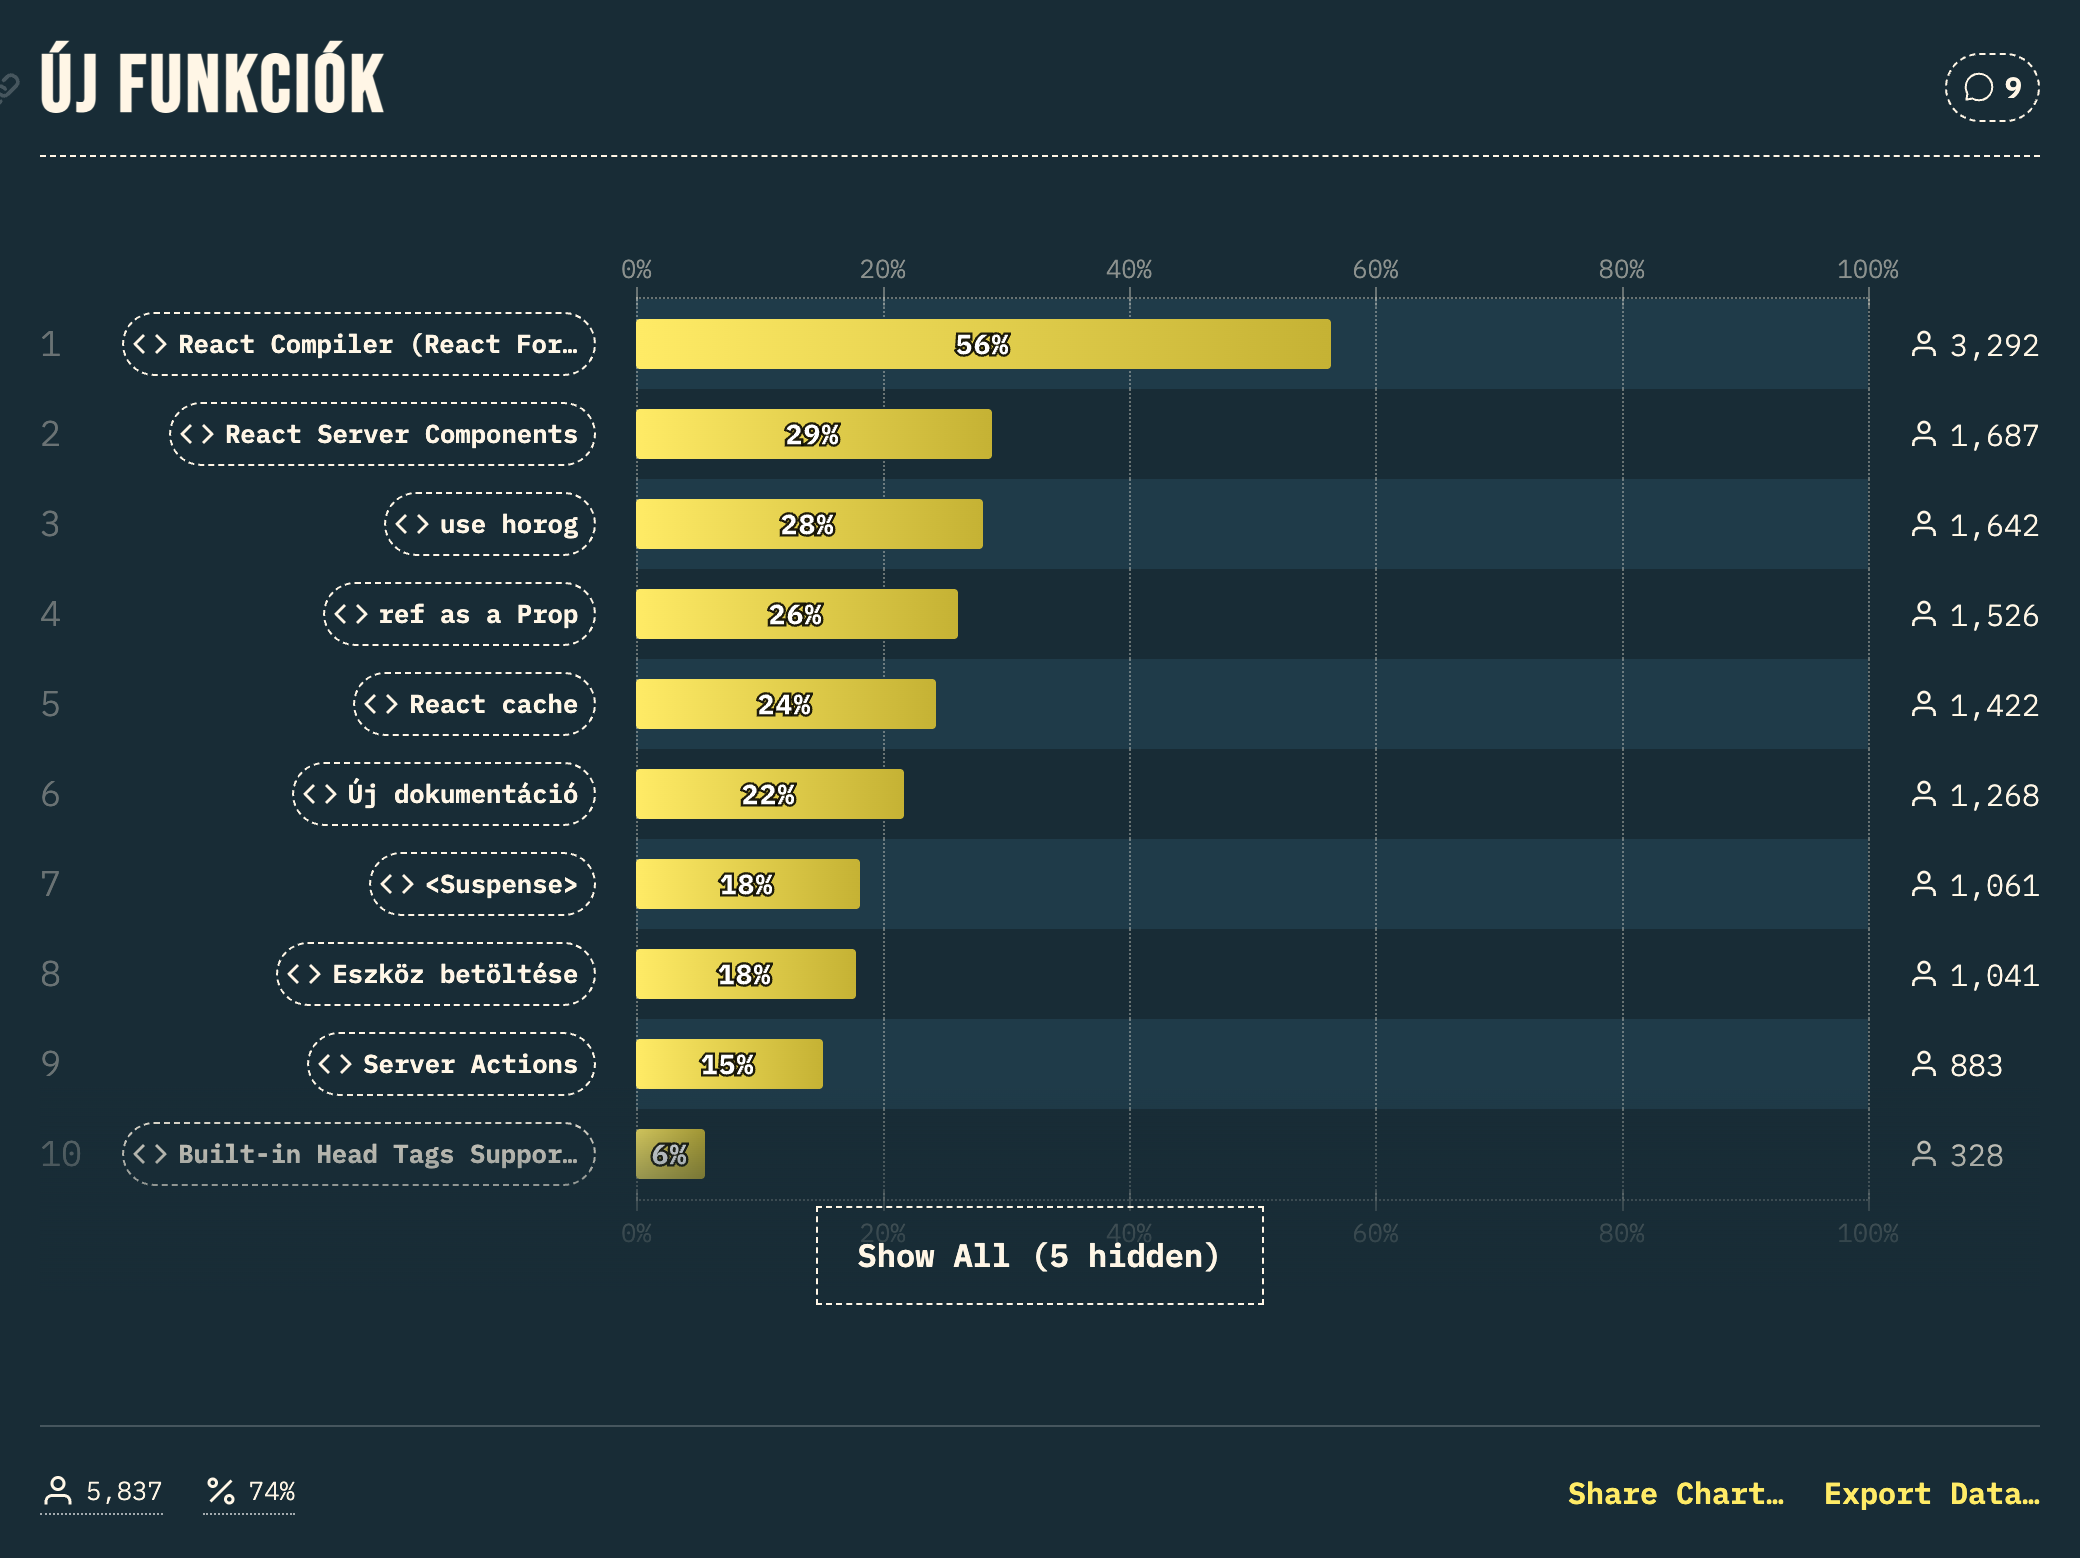 ÚJ FUNKCIÓK
9
0% 20% 40% 60% 80% 100%
1 <> React Compiler (React For… 56% 3,292
2 <> React Server Components 29% 1,687
3 <> use horog 28% 1,642
4 <> ref as a Prop 26% 1,526
5 <> React cache 24% 1,422
6 <> Új dokumentáció 22% 1,268
7 <> <Suspense> 18% 1,061
8 <> Eszköz betöltése 18% 1,041
9 <> Server Actions 15% 883
10 <> Built-in Head Tags Suppor… 6% 328
0% 20% 40% 60% 80% 100%
Show All (5 hidden)
5,837 % 74% Share Chart… Export Data…